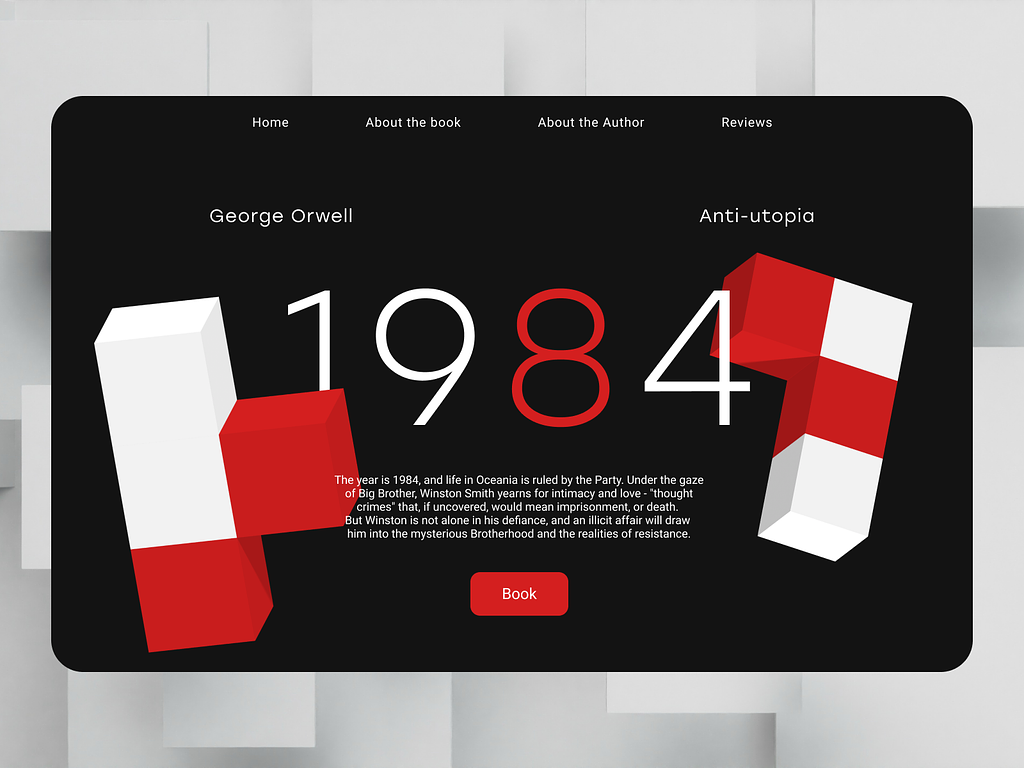 Home About the book About the Author Reviews
George Orwell Anti-utopia
1984
The year is 1984, and life in Oceania is ruled by the Party. Under the gaze
of Big Brother, Winston Smith yearns for intimacy and love - "thought
crimes" that, if uncovered, would mean imprisonment, or death.
But Winston is not alone in his defiance, and an illicit affair will draw
him into the mysterious Brotherhood and the realities of resistance.
Book